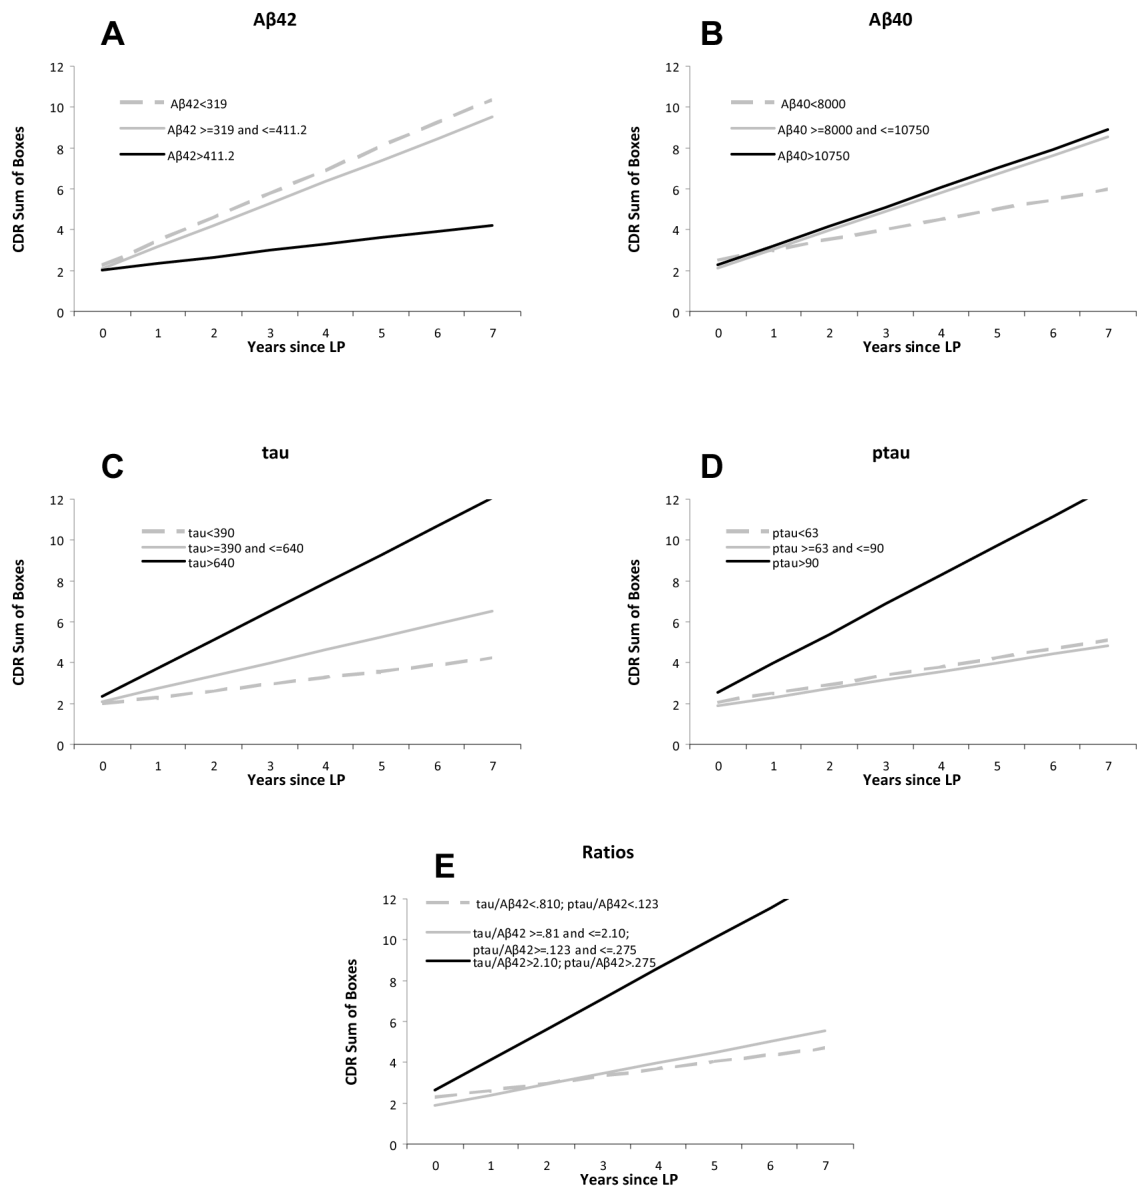 A
Aβ42
12
10
8
6
4
2
0
CDR Sum of Boxes
Aβ42<319
Aβ42 >=319 and <=411.2
Aβ42>411.2
0 1 2 3 4 5 6 7
Years since LP
B
Aβ40
12
10
8
6
4
2
0
CDR Sum of Boxes
Aβ40<8000
Aβ40 >=8000 and <=10750
Aβ40>10750
0 1 2 3 4 5 6 7
Years since LP
C
tau
12
10
8
6
4
2
0
CDR Sum of Boxes
tau<390
tau>=390 and <=640
tau>640
0 1 2 3 4 5 6 7
Years since LP
D
ptau
12
10
8
6
4
2
0
CDR Sum of Boxes
ptau<63
ptau >=63 and <=90
ptau>90
0 1 2 3 4 5 6 7
Years since LP
E
Ratios
12
10
8
6
4
2
0
CDR Sum of Boxes
tau/Aβ42<.810; ptau/Aβ42<.123
tau/Aβ42 >=.81 and <=2.10;
ptau/Aβ42>=.123 and <=.275
tau/Aβ42>2.10; ptau/Aβ42>.275
0 1 2 3 4 5 6 7
Years since LP